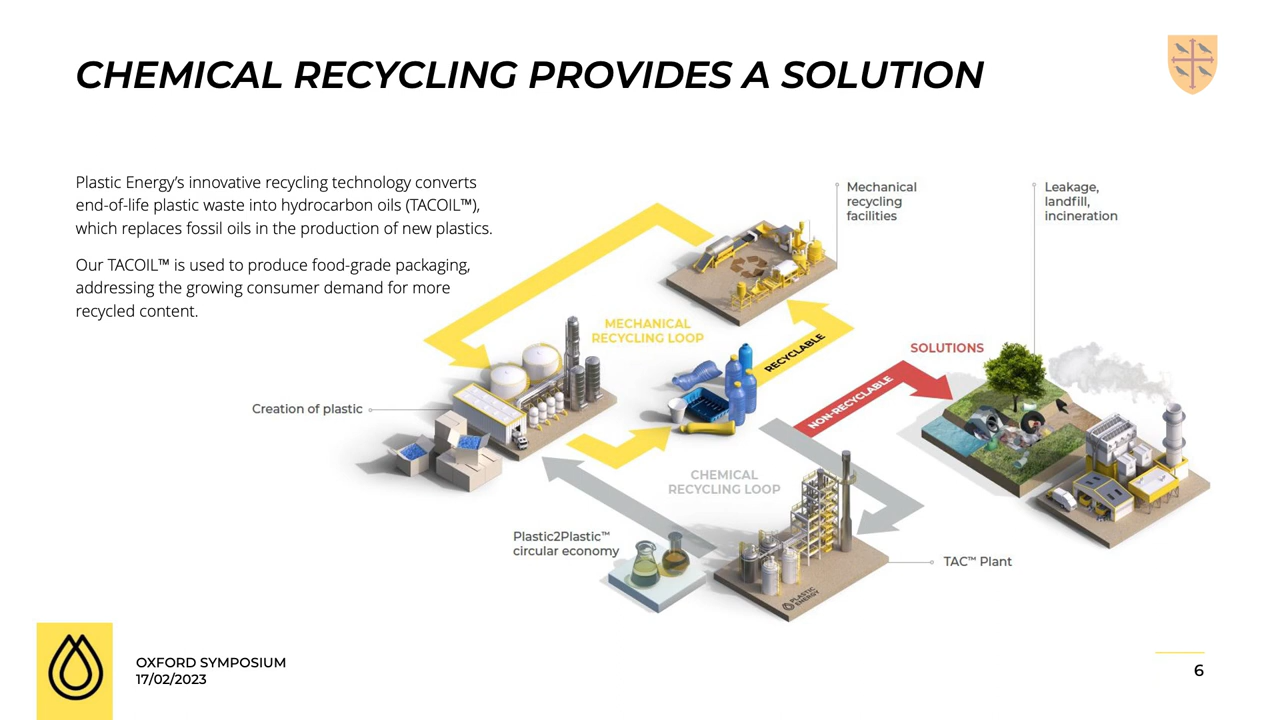 CHEMICAL RECYCLING PROVIDES A SOLUTION
Plastic Energy’s innovative recycling technology converts
end-of-life plastic waste into hydrocarbon oils (TACOIL™),
which replaces fossil oils in the production of new plastics.
Our TACOIL™ is used to produce food-grade packaging,
addressing the growing consumer demand for more
recycled content.
Mechanical
recycling
facilities
Leakage,
landfill,
incineration
MECHANICAL
RECYCLING LOOP
RECYCLABLE
SOLUTIONS
NON-RECYCLABLE
Creation of plastic
CHEMICAL
RECYCLING LOOP
Plastic2Plastic™
circular economy
TAC™ Plant
PLASTIC
ENERGY
OXFORD SYMPOSIUM
17/02/2023
6